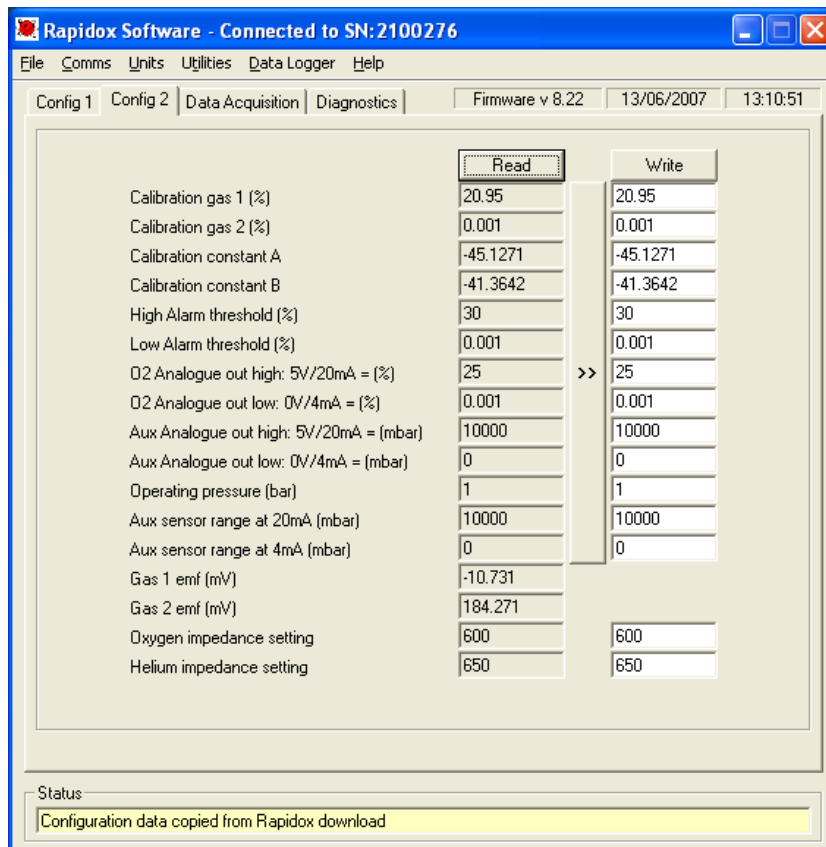 Rapidox Software - Connected to SN:2100276
File Comms Units Utilities Data Logger Help
Config 1 Config 2 Data Acquisition Diagnostics Firmware v 8.22 13/06/2007 13:10:51
Read Write
Calibration gas 1 (%) 20.95 20.95
Calibration gas 2 (%) 0.001 0.001
Calibration constant A -45.1271 -45.1271
Calibration constant B -41.3642 -41.3642
High Alarm threshold (%) 30 30
Low Alarm threshold (%) 0.001 0.001
O2 Analogue out high: 5V/20mA = (%) 25 >> 25
O2 Analogue out low: 0V/4mA = (%) 0.001 0.001
Aux Analogue out high: 5V/20mA = (mbar) 10000 10000
Aux Analogue out low: 0V/4mA = (mbar) 0 0
Operating pressure (bar) 1 1
Aux sensor range at 20mA (mbar) 10000 10000
Aux sensor range at 4mA (mbar) 0 0
Gas 1 emf (mV) -10.731
Gas 2 emf (mV) 184.271
Oxygen impedance setting 600 600
Helium impedance setting 650 650
Status
Configuration data copied from Rapidox download